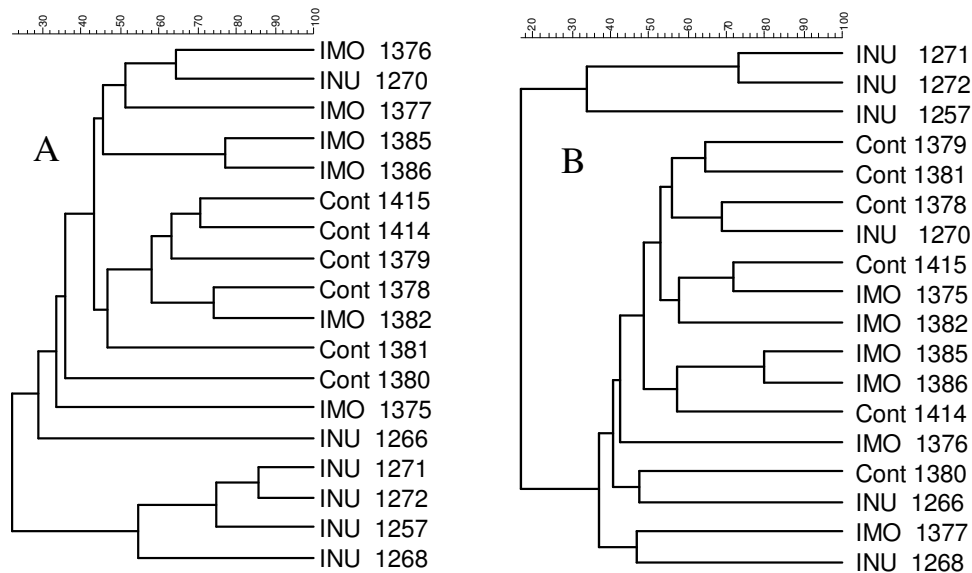 30 40 50 60 70 80 90 100
A
IMO 1376
INU 1270
IMO 1377
IMO 1385
IMO 1386
Cont 1415
Cont 1414
Cont 1379
Cont 1378
IMO 1382
Cont 1381
Cont 1380
IMO 1375
INU 1266
INU 1271
INU 1272
INU 1257
INU 1268
20 30 40 50 60 70 80 90 100
B
INU 1271
INU 1272
INU 1257
Cont 1379
Cont 1381
Cont 1378
INU 1270
Cont 1415
IMO 1375
IMO 1382
IMO 1385
IMO 1386
Cont 1414
IMO 1376
Cont 1380
INU 1266
IMO 1377
INU 1268